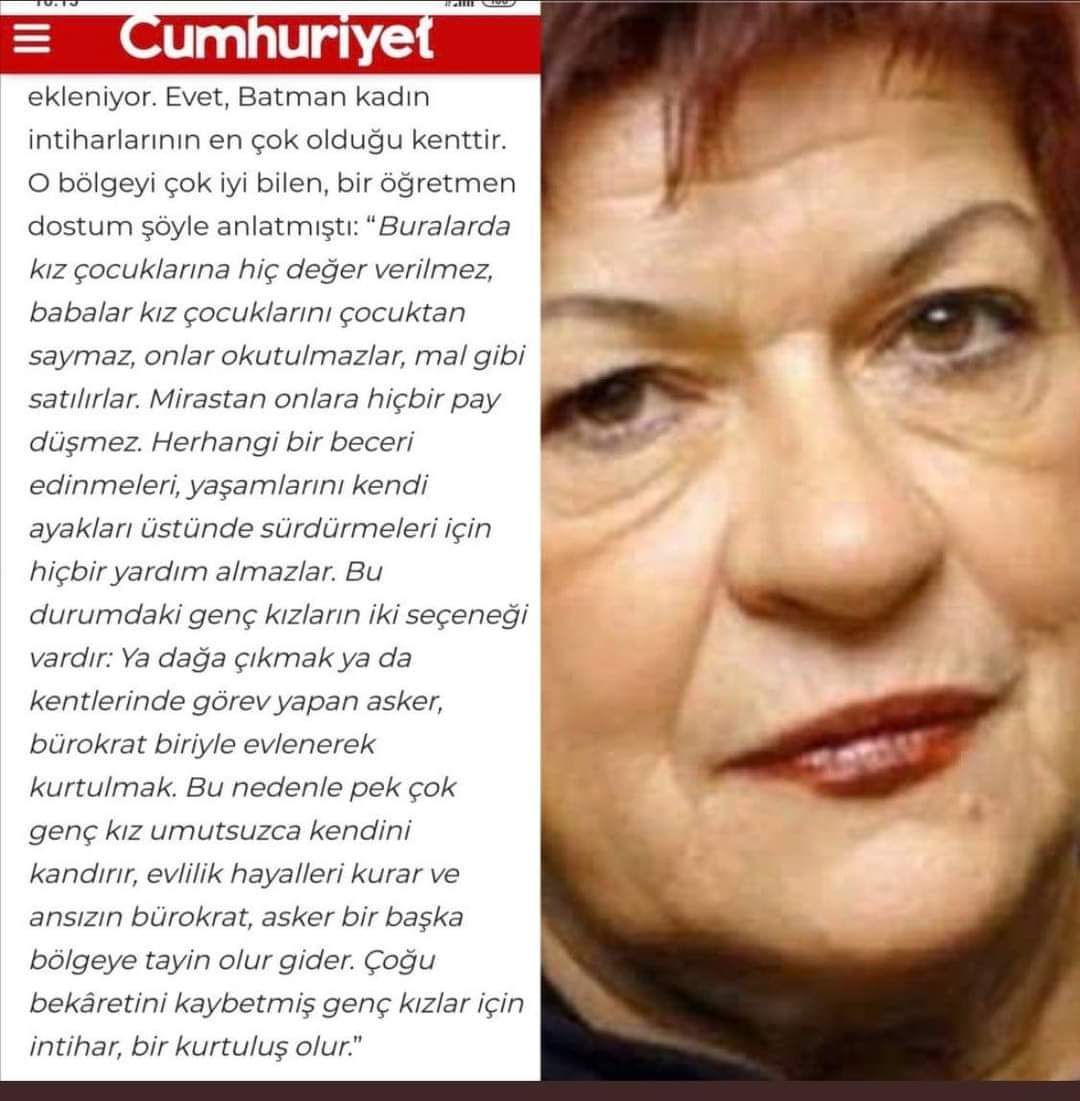 Cumhuriyet
ekleniyor. Evet, Batman kadın
intiharlarının en çok olduğu kenttir.
O bölgeyi çok iyi bilen, bir öğretmen
dostum şöyle anlatmıştı: “Buralarda
kız çocuklarına hiç değer verilmez,
babalar kız çocuklarını çocuktan
saymaz, onlar okutulmazlar, mal gibi
satılırlar. Mirastan onlara hiçbir pay
düşmez. Herhangi bir beceri
edinmeleri, yaşamlarını kendi
ayakları üstünde sürdürmeleri için
hiçbir yardım almazlar. Bu
durumdaki genç kızların iki seçeneği
vardır: Ya dağa çıkmak ya da
kentlerinde görev yapan asker,
bürokrat biriyle evlenerek
kurtulmak. Bu nedenle pek çok
genç kız umutsuzca kendini
kandırır, evlilik hayalleri kurar ve
ansızın bürokrat, asker bir başka
bölgeye tayin olur gider. Çoğu
bekâretini kaybetmiş genç kızlar için
intihar, bir kurtuluş olur.”